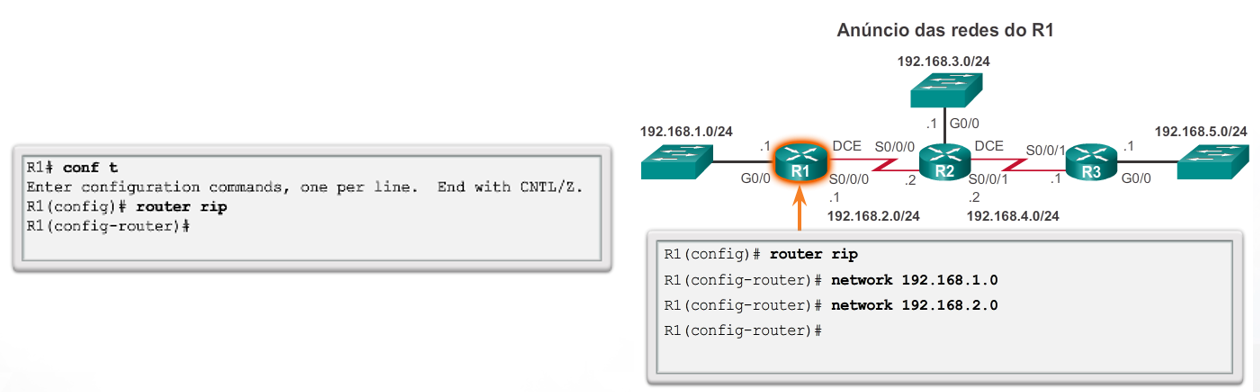 R1# conf t
Enter configuration commands, one per line.  End with CNTL/Z.
R1(config)# router rip
R1(config-router)#
Anúncio das redes do R1
192.168.3.0/24
.1 G0/0
192.168.1.0/24
192.168.5.0/24
.1 DCE S0/0/0 DCE S0/0/1 .1
R1 R2 R3
G0/0 S0/0/0 .2 S0/0/1 .1 G0/0
.1 .2
192.168.2.0/24 192.168.4.0/24
R1(config)# router rip
R1(config-router)# network 192.168.1.0
R1(config-router)# network 192.168.2.0
R1(config-router)#